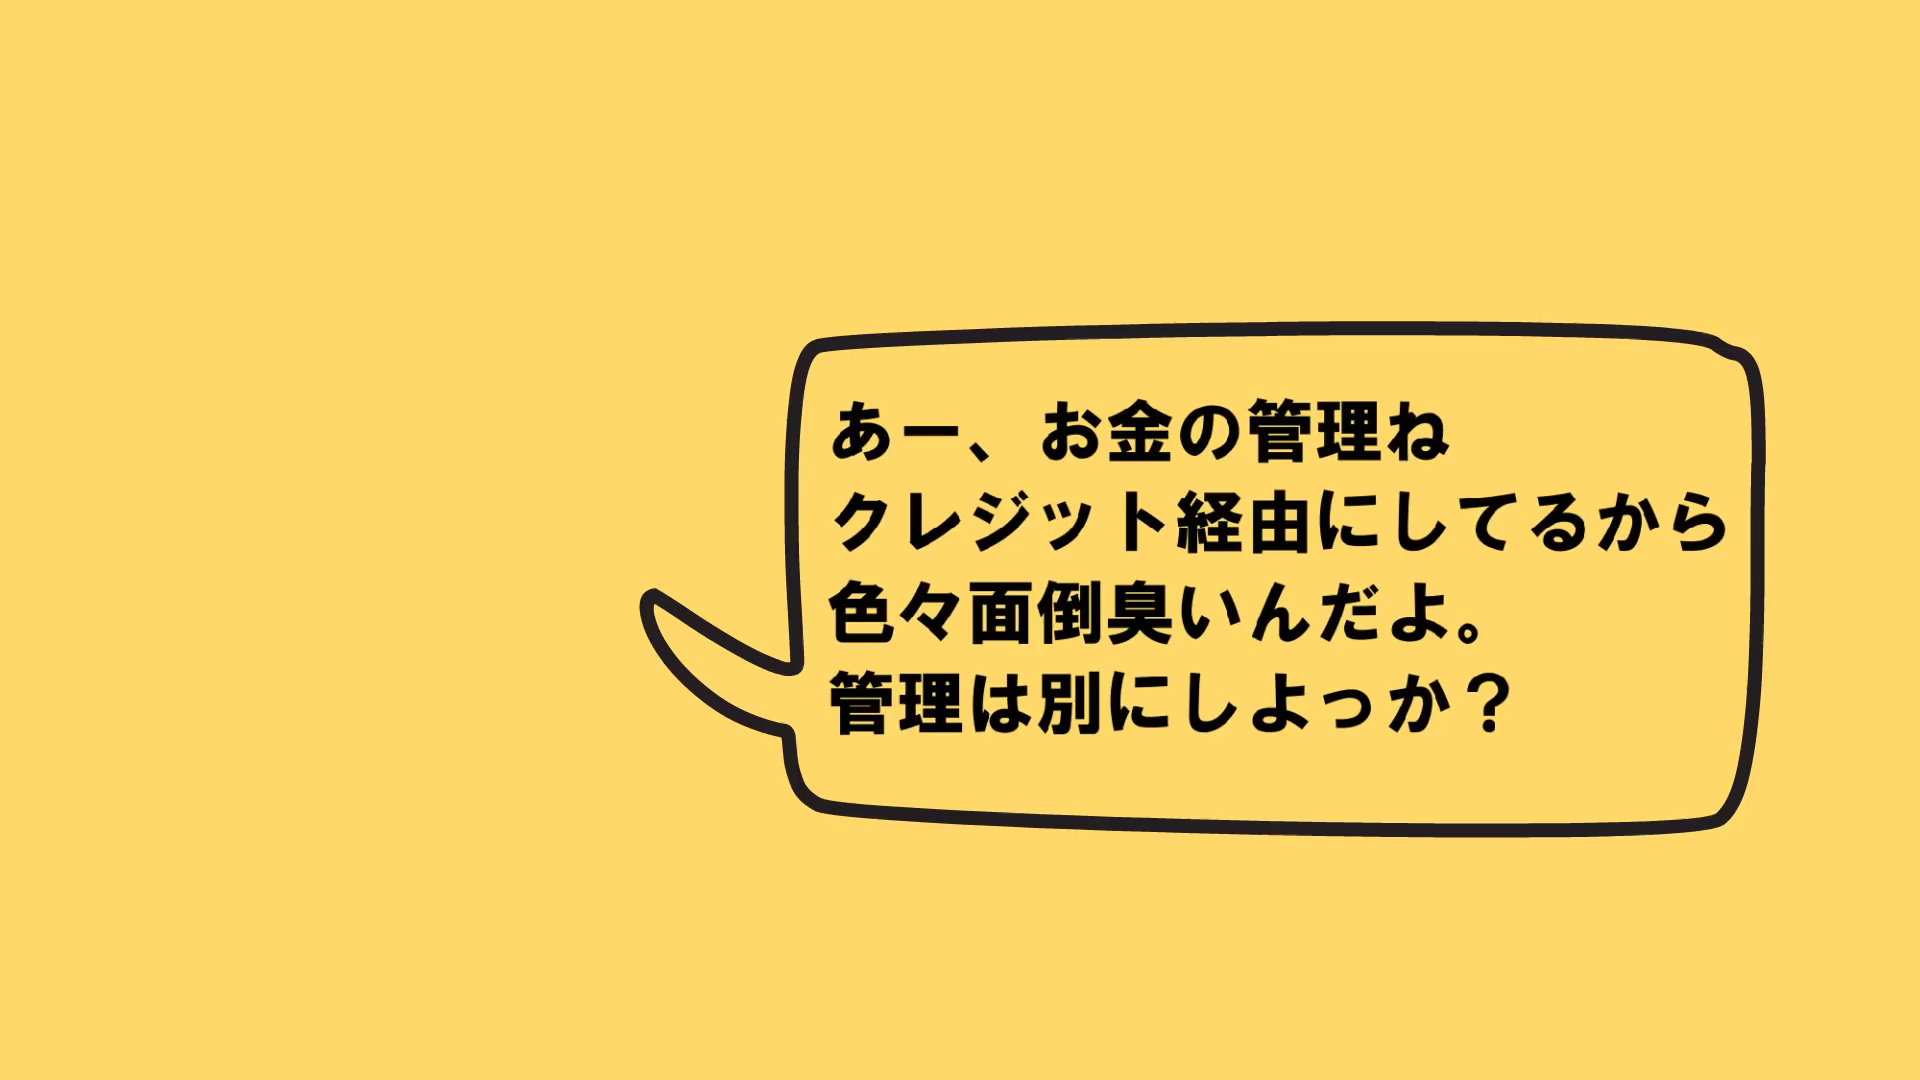 あー、お金の管理ね
クレジット経由にしてるから
色々面倒臭いんだよ。
管理は別にしよっか？